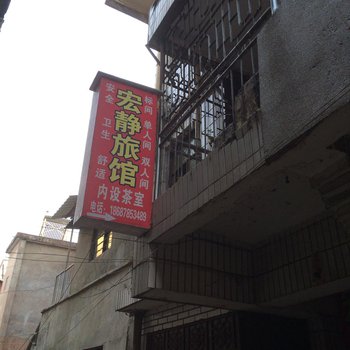 宏静旅馆
安全 卫生 舒适
标间 单人间 双人间
内设茶室
电话:18687853489